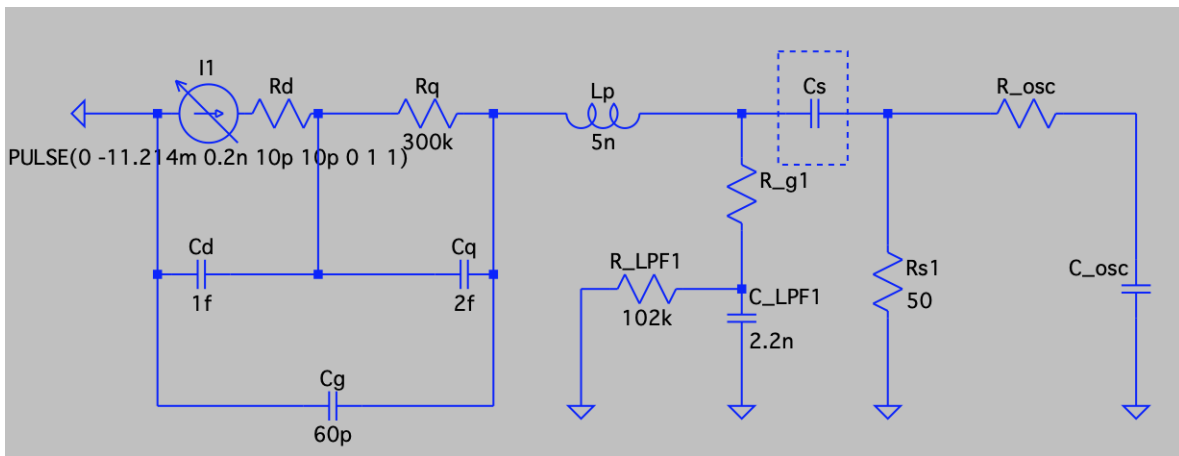 I1
Rd
Rq
300k
PULSE(0 -11.214m 0.2n 10p 10p 0 1 1)
Lp
5n
Cs
R_osc
R_g1
Cd
1f
Cq
2f
R_LPF1
102k
C_LPF1
2.2n
Rs1
50
C_osc
Cg
60p